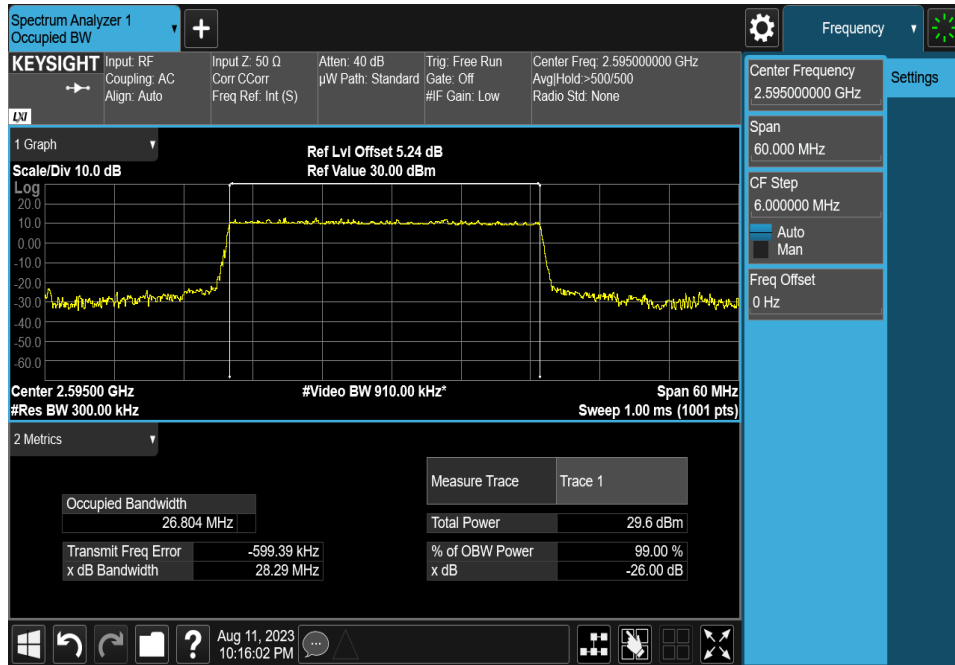 Spectrum Analyzer 1
Occupied BW
+
Frequency
KEYSIGHT
LXI
Input: RF
Coupling: AC
Align: Auto
Input Z: 50 Ω
Corr CCorr
Freq Ref: Int (S)
Atten: 40 dB
µW Path: Standard
Trig: Free Run
Gate: Off
#IF Gain: Low
Center Freq: 2.595000000 GHz
Avg|Hold:>500/500
Radio Std: None
Center Frequency
2.595000000 GHz
Settings
Span
60.000 MHz
CF Step
6.000000 MHz
Auto
Man
Freq Offset
0 Hz
1 Graph
Scale/Div 10.0 dB
Ref Lvl Offset 5.24 dB
Ref Value 30.00 dBm
Log
20.0
10.0
0.00
-10.0
-20.0
-30.0
-40.0
-50.0
-60.0
Center 2.59500 GHz
#Video BW 910.00 kHz*
Span 60 MHz
#Res BW 300.00 kHz
Sweep 1.00 ms (1001 pts)
2 Metrics
Measure Trace Trace 1
Occupied Bandwidth
26.804 MHz
Total Power 29.6 dBm
Transmit Freq Error -599.39 kHz
% of OBW Power 99.00 %
x dB Bandwidth 28.29 MHz
x dB -26.00 dB
?
Aug 11, 2023
10:16:02 PM